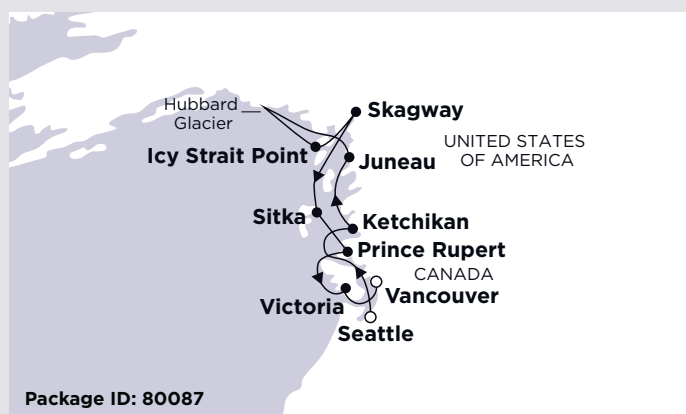 Hubbard
Glacier
Skagway
Icy Strait Point
Juneau
UNITED STATES
OF AMERICA
Sitka
Ketchikan
Prince Rupert
CANADA
Vancouver
Victoria
Seattle
Package ID: 80087